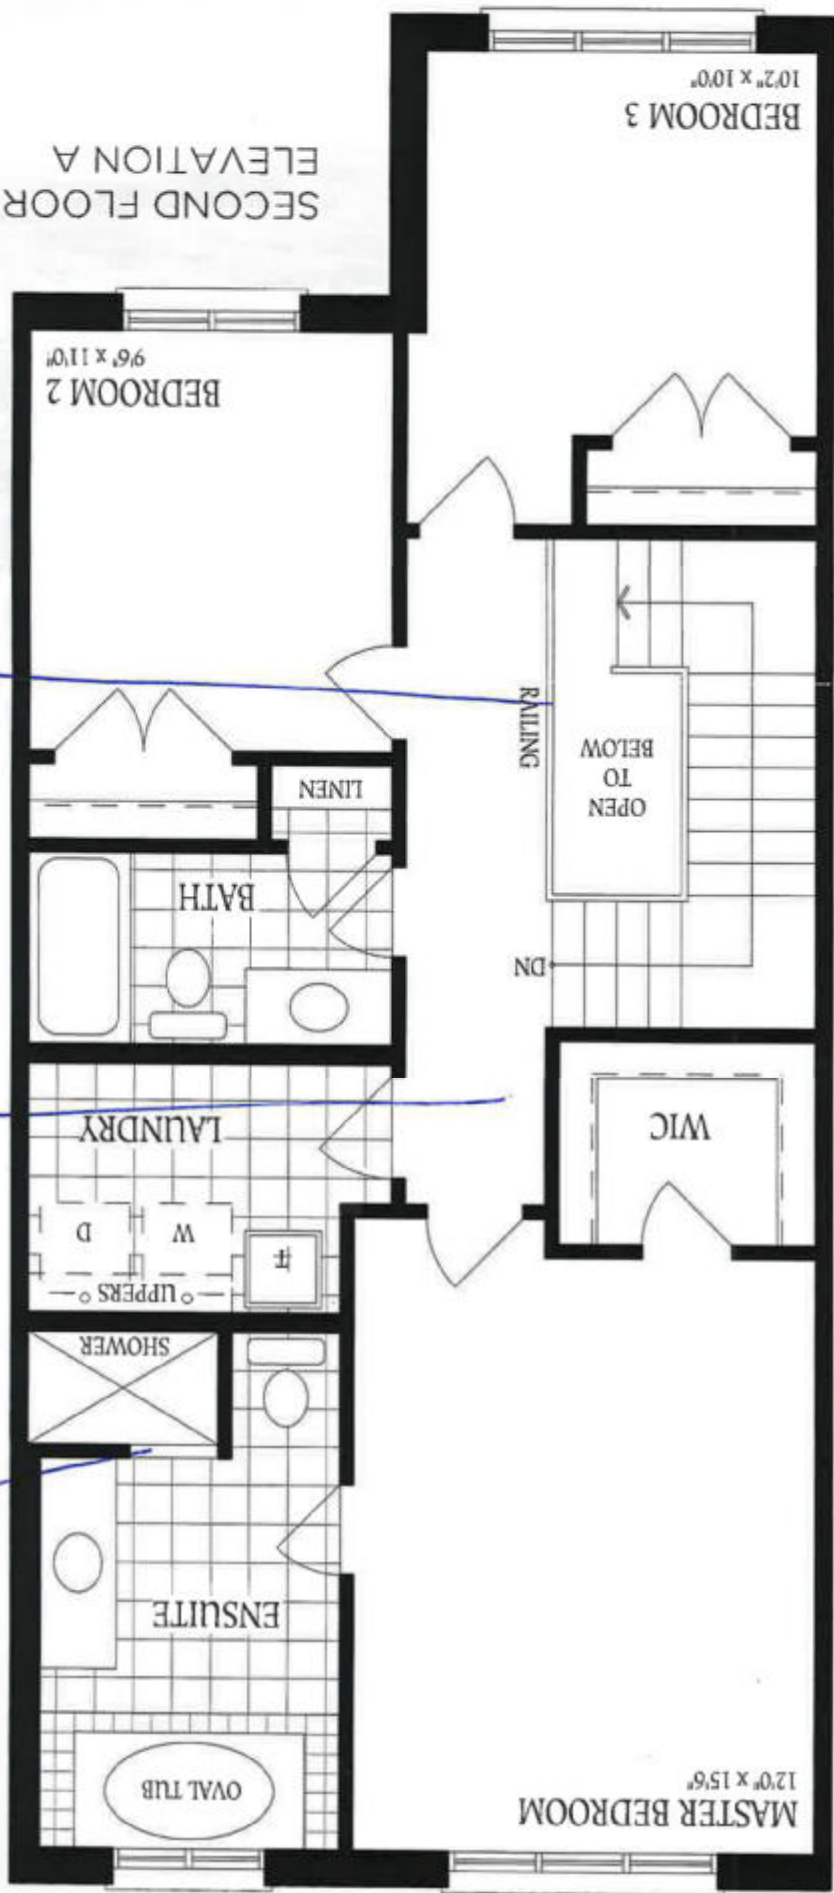 MASTER BEDROOM
12'0" x 15'6"
OVAL TUB
ENSUITE
SHOWER
UPPERS
W
D
T
LAUNDRY
WIC
DN
BATH
OPEN
TO
BELOW
RAILING
LINEN
BEDROOM 2
9'6" x 11'0"
SECOND FLOOR
ELEVATION A
BEDROOM 3
10'2" x 10'0"